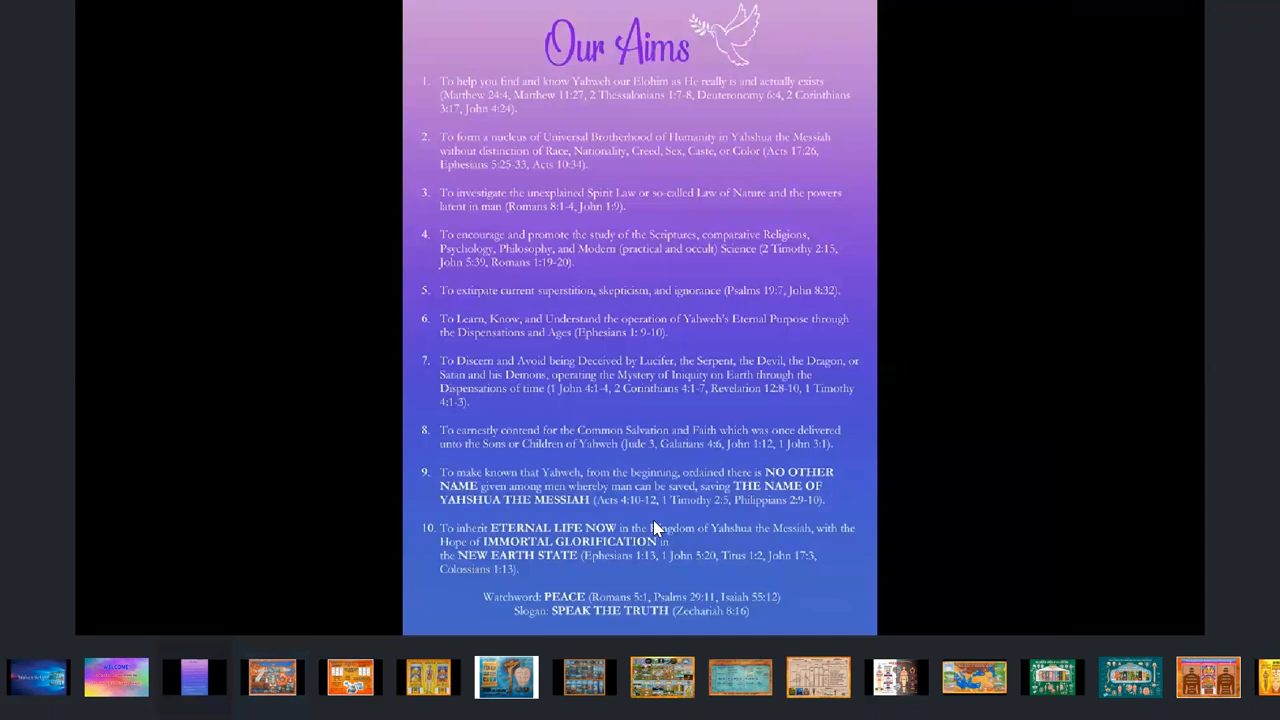 Our Aims
1. To help you find and know Yahweh our Elohim as He really is and actually exists
(Matthew 24:4, Matthew 11:27, 2 Thessalonians 1:7-8, Deuteronomy 6:4, 2 Corinthians
3:17, John 4:24).
2. To form a nucleus of Universal Brotherhood of Humanity in Yahshua the Messiah
without distinction of Race, Nationality, Creed, Sex, Caste, or Color (Acts 17:26,
Ephesians 5:25-33, Acts 10:34).
3. To investigate the unexplained Spirit Law or so-called Law of Nature and the powers
latent in man (Romans 8:1-4, John 1:9).
4. To encourage and promote the study of the Scriptures, comparative Religions,
Psychology, Philosophy, and Modern (practical and occult) Science (2 Timothy 2:15,
John 5:39, Romans 1:19-20).
5. To extirpate current superstition, skepticism, and ignorance (Psalms 19:7, John 8:32).
6. To Learn, Know, and Understand the operation of Yahweh's Eternal Purpose through
the Dispensations and Ages (Ephesians 1: 9-10).
7. To Discern and Avoid being Deceived by Lucifer, the Serpent, the Devil, the Dragon, or
Satan and his Demons, operating the Mystery of Iniquity on Earth through the
Dispensations of time (1 John 4:1-4, 2 Corinthians 4:1-7, Revelation 12:8-10, 1 Timothy
4:1-3).
8. To earnestly contend for the Common Salvation and Faith which was once delivered
unto the Sons or Children of Yahweh (Jude 3, Galatians 4:6, John 1:12, 1 John 3:1).
9. To make known that Yahweh, from the beginning, ordained there is NO OTHER
NAME given among men whereby man can be saved, saving THE NAME OF
YAHSHUA THE MESSIAH (Acts 4:10-12, 1 Timothy 2:5, Philippians 2:9-10).
10. To inherit ETERNAL LIFE NOW in the Kingdom of Yahshua the Messiah, with the
Hope of IMMORTAL GLORIFICATION in
the NEW EARTH STATE (Ephesians 1:13, 1 John 5:20, Titus 1:2, John 17:3,
Colossians 1:13).
Watchword: PEACE (Romans 5:1, Psalms 29:11, Isaiah 55:12)
Slogan: SPEAK THE TRUTH (Zechariah 8:16)
WELCOME